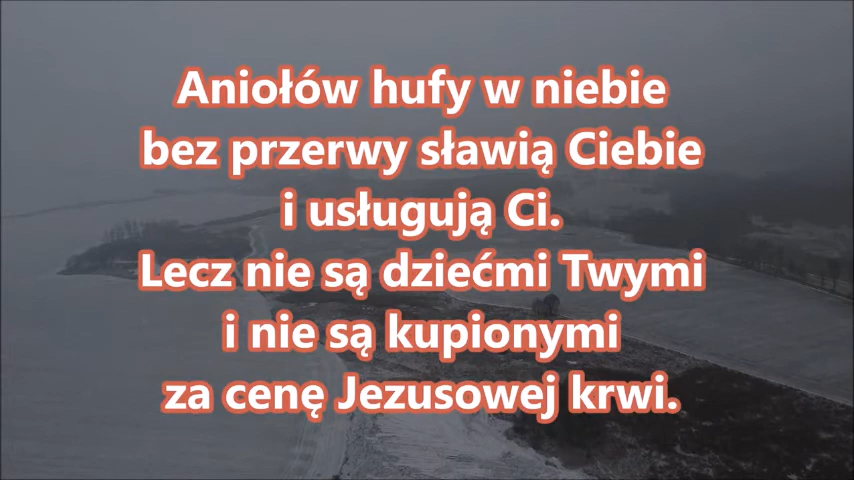 Aniołów hufy w niebie
bez przerwy sławią Ciebie
i usługują Ci.
Lecz nie są dziećmi Twymi
i nie są kupionymi
za cenę Jezusowej krwi.